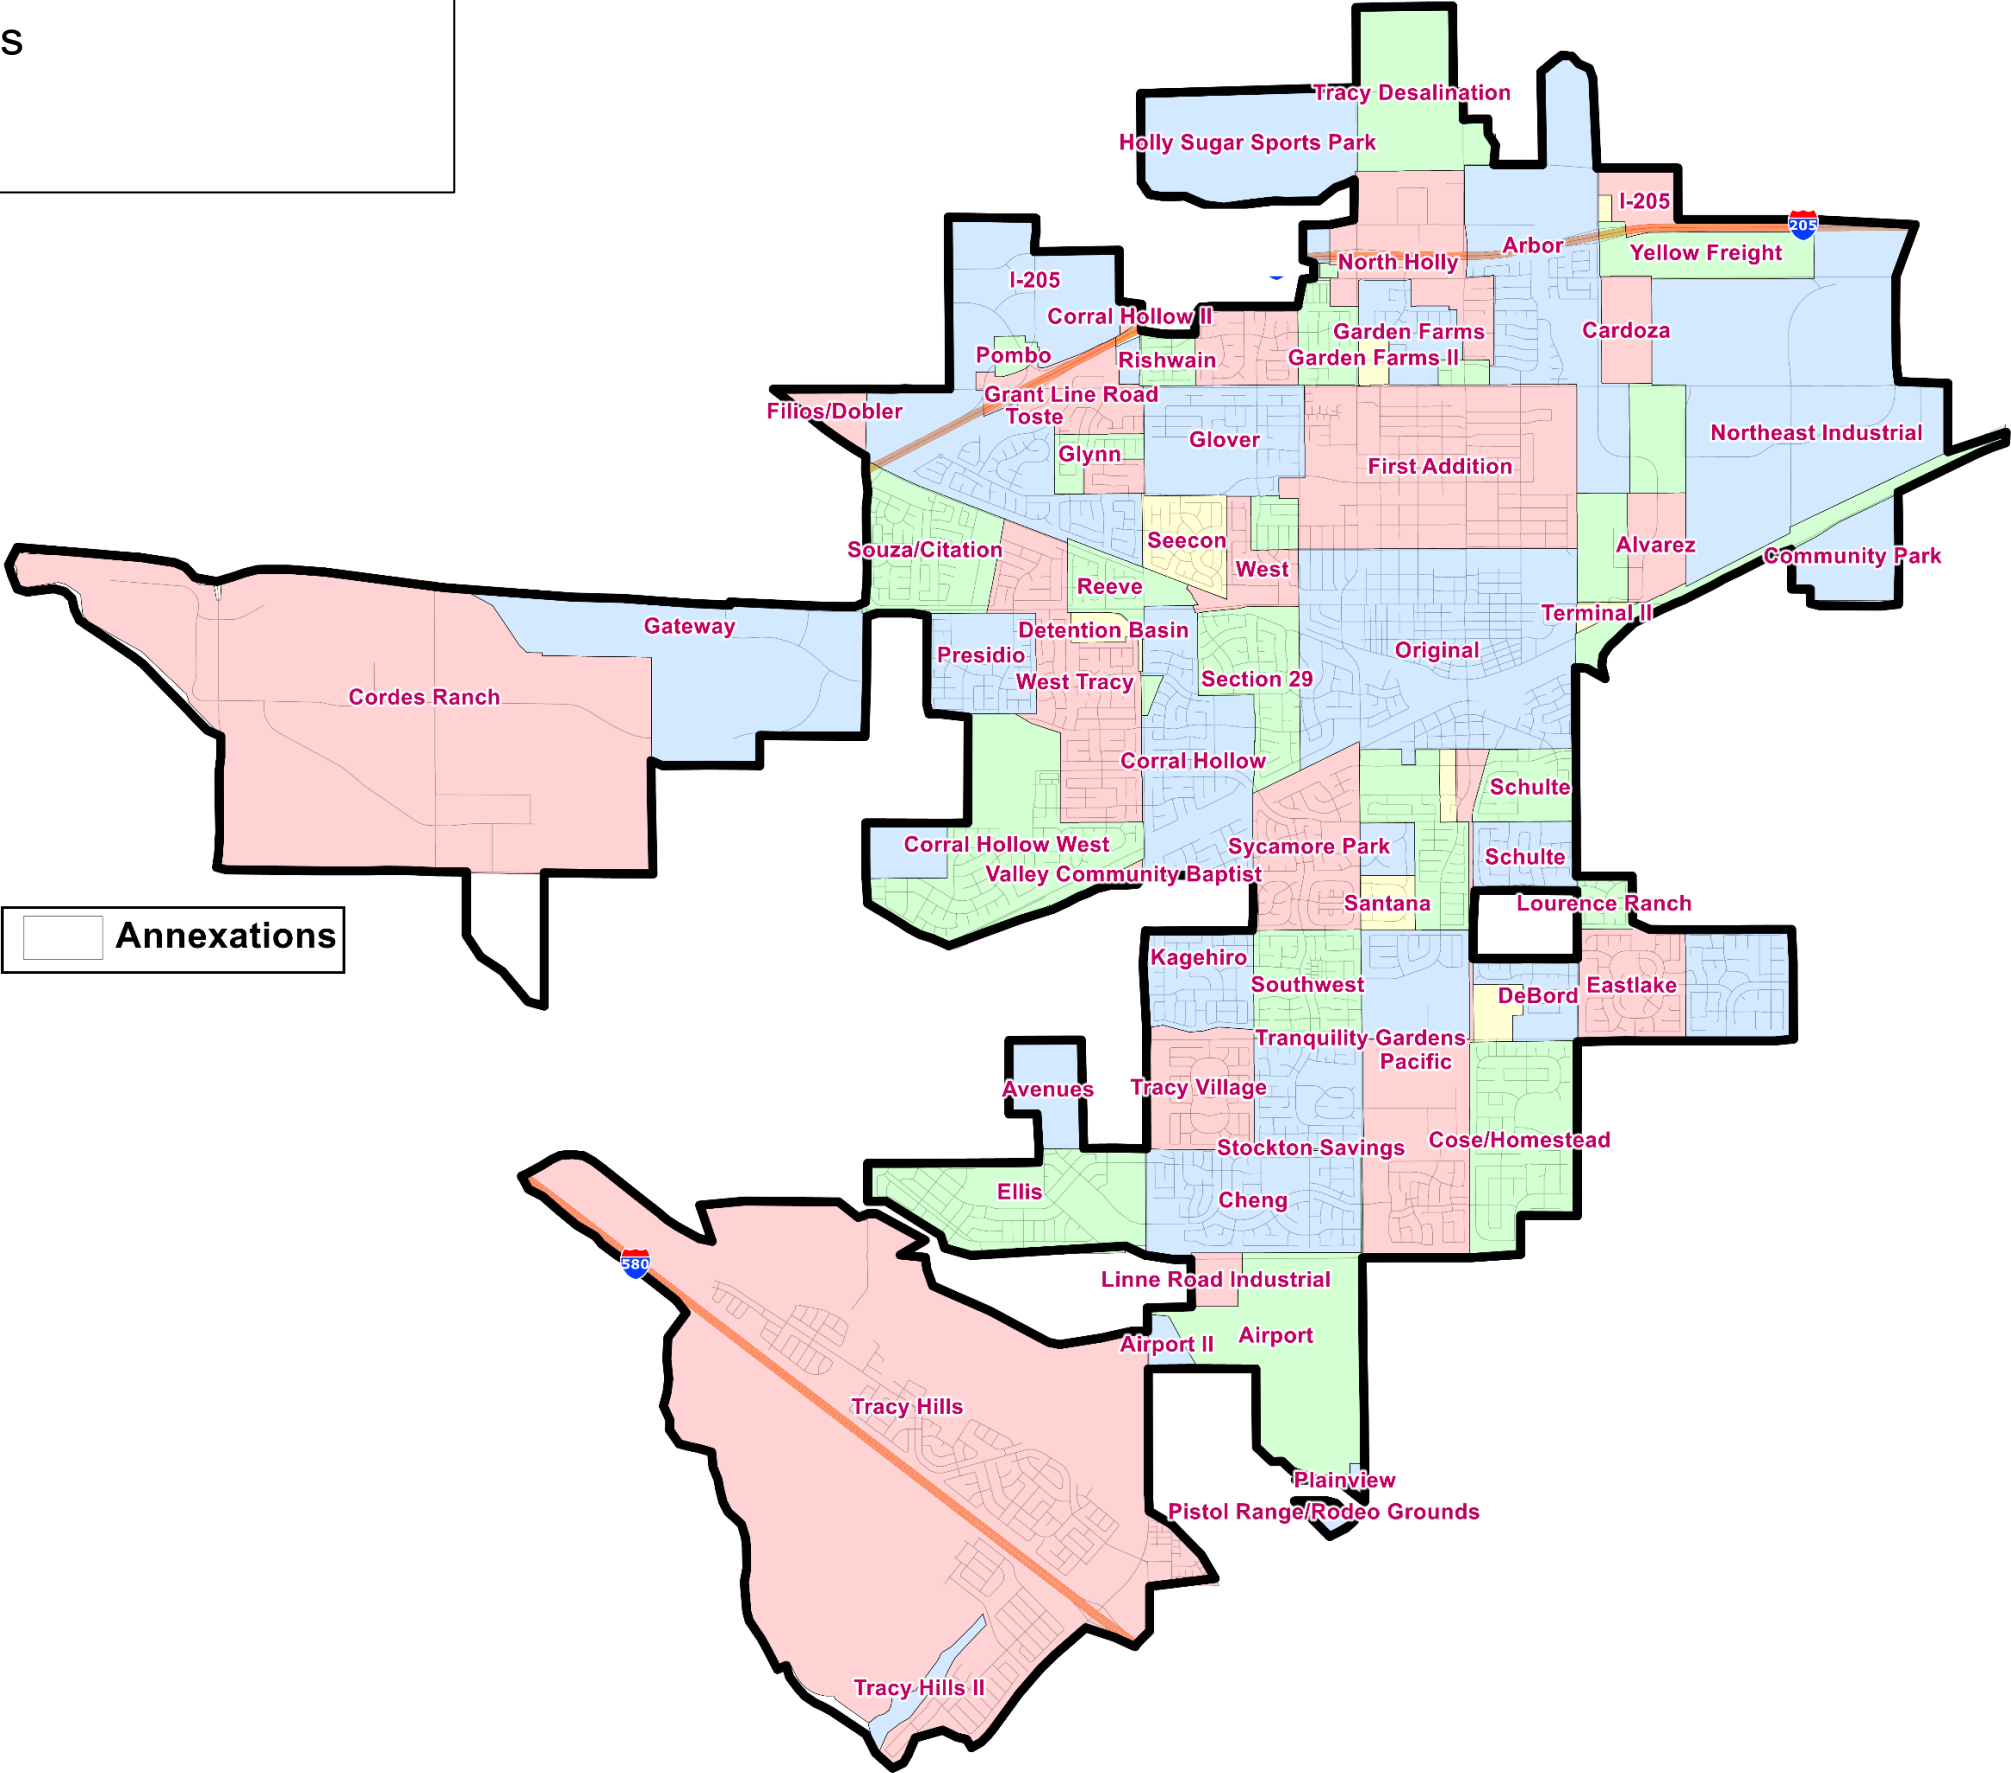 s
Tracy Desalination
Holly Sugar Sports Park
I-205
205
Arbor
Yellow Freight
North Holly
I-205
Corral Hollow II
Garden Farms
Cardoza
Pombo
Rishwain
Garden Farms II
Grant Line Road
Filios/Dobler
Toste
Glover
Northeast Industrial
Glynn
First Addition
Seecon
Souza/Citation
Alvarez
Community Park
West
Reeve
Terminal II
Gateway
Detention Basin
Presidio
Original
West Tracy
Section 29
Cordes Ranch
Corral Hollow
Schulte
Corral Hollow West
Sycamore Park
Schulte
Valley Community Baptist
Santana
Lourence Ranch
Annexations
Kagehiro
Southwest
DeBord
Eastlake
Tranquility Gardens
Pacific
Avenues
Tracy Village
Stockton Savings
Cose/Homestead
Ellis
Cheng
580
Linne Road Industrial
Airport
Airport II
Tracy Hills
Plainview
Pistol Range/Rodeo Grounds
Tracy Hills II